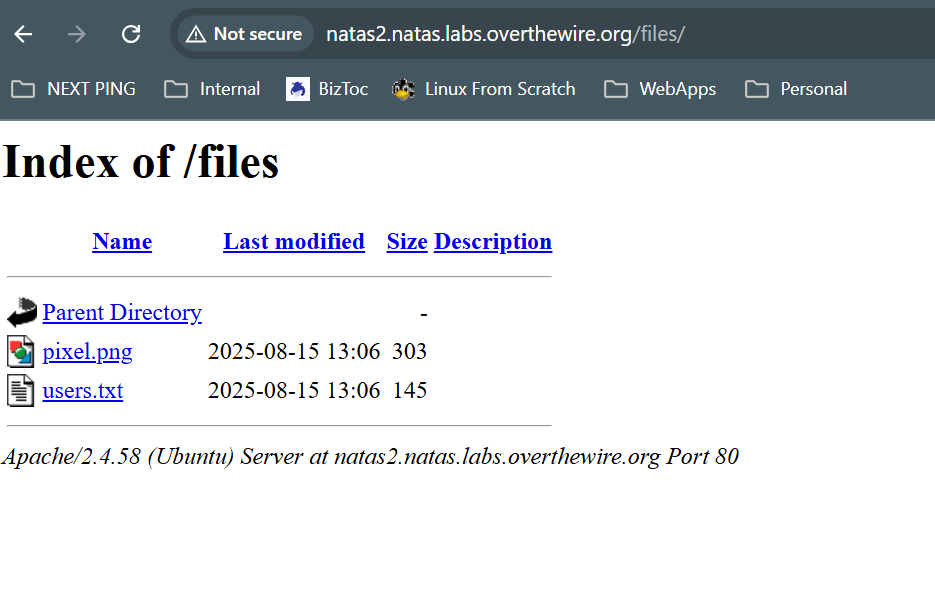 Not secure natas2.natas.labs.overthewire.org/files/
NEXT PING Internal BizToc Linux From Scratch WebApps Personal
Index of /files
Name Last modified Size Description
Parent Directory -
pixel.png 2025-08-15 13:06 303
users.txt 2025-08-15 13:06 145
Apache/2.4.58 (Ubuntu) Server at natas2.natas.labs.overthewire.org Port 80